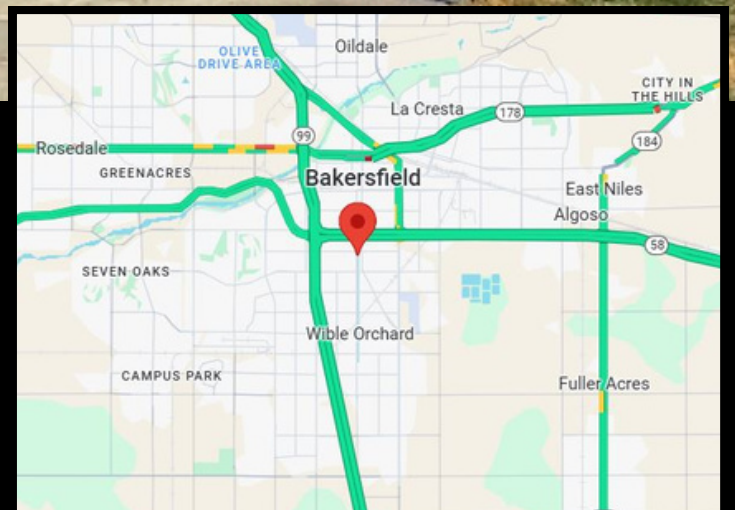 Oildale
OLIVE
DRIVE AREA
CITY IN
THE HILLS
La Cresta
178
99
184
Rosedale
GREENACRES
Bakersfield
East Niles
Algoso
58
SEVEN OAKS
Wible Orchard
CAMPUS PARK
Fuller Acres